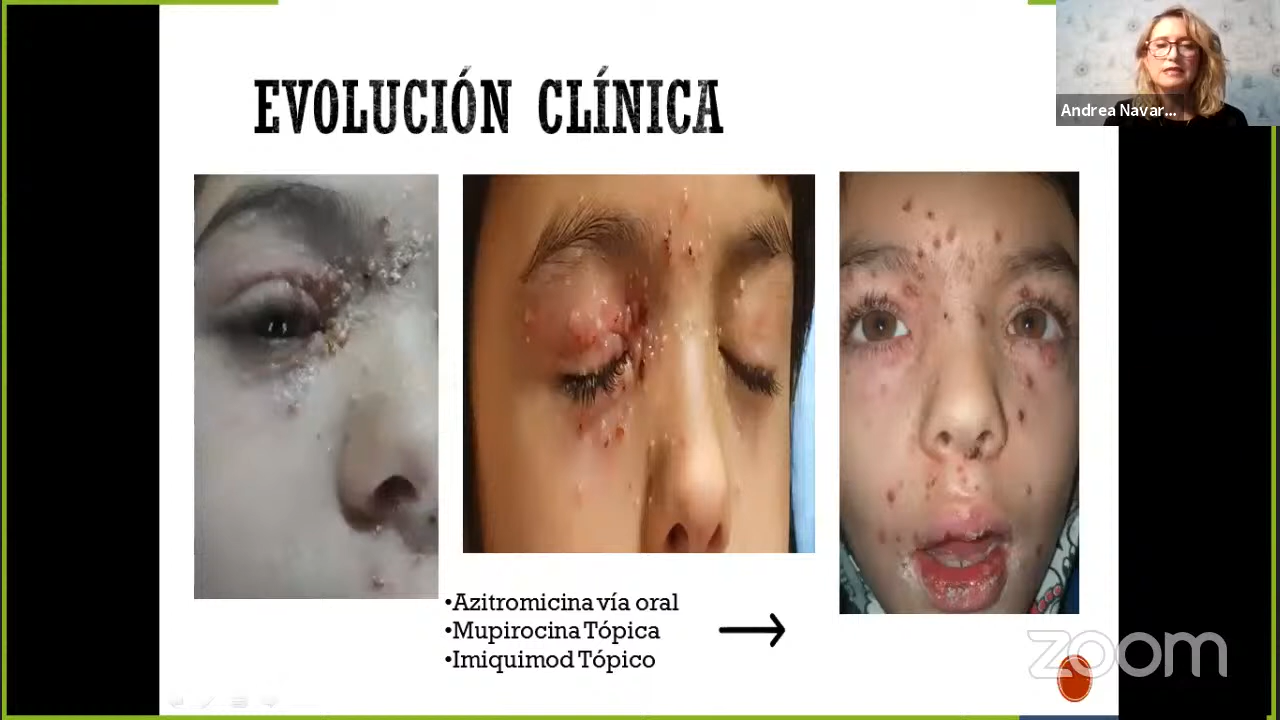 EVOLUCIÓN CLÍNICA
Andrea Navar...
•Azitromicina vía oral
•Mupirocina Tópica
•Imiquimod Tópico
zoom